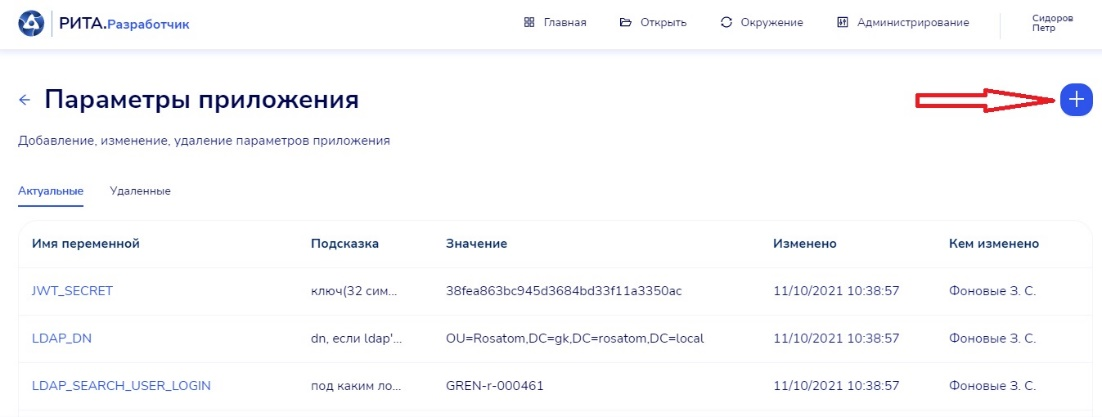 РИТА.Разработчик
Главная Открыть Окружение Администрирование Сидоров
Петр
Параметры приложения
Добавление, изменение, удаление параметров приложения
Актуальные Удаленные
Имя переменной Подсказка Значение Изменено Кем изменено
JWT_SECRET ключ(32 сим... 38fea863bc945d3684bd33f11a3350ac 11/10/2021 10:38:57 Фоновые З. С.
LDAP_DN dn, если ldap'... OU=Rosatom,DC=gk,DC=rosatom,DC=local 11/10/2021 10:38:57 Фоновые З. С.
LDAP_SEARCH_USER_LOGIN под каким ло... GREN-r-000461 11/10/2021 10:38:57 Фоновые З. С.